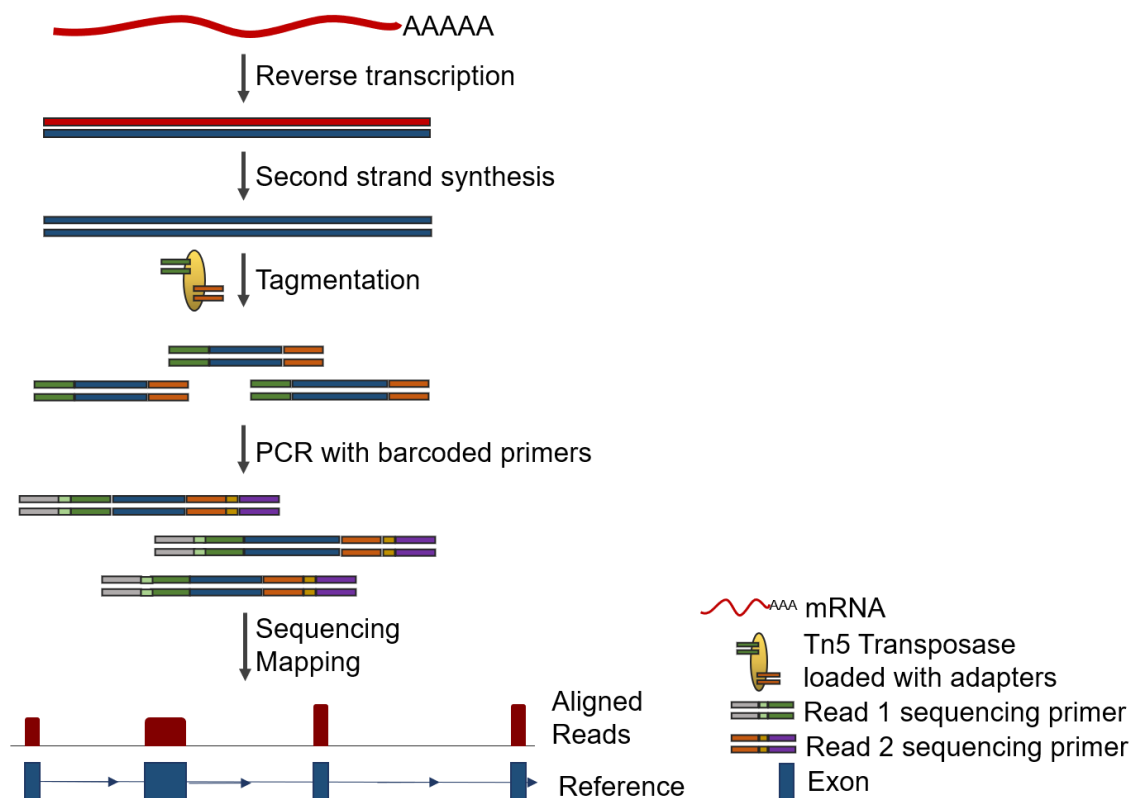 AAAAA
Reverse transcription
Second strand synthesis
Tagmentation
PCR with barcoded primers
Sequencing
Mapping
Aligned
Reads
Reference
AAA mRNA
Tn5 Transposase
loaded with adapters
Read 1 sequencing primer
Read 2 sequencing primer
Exon